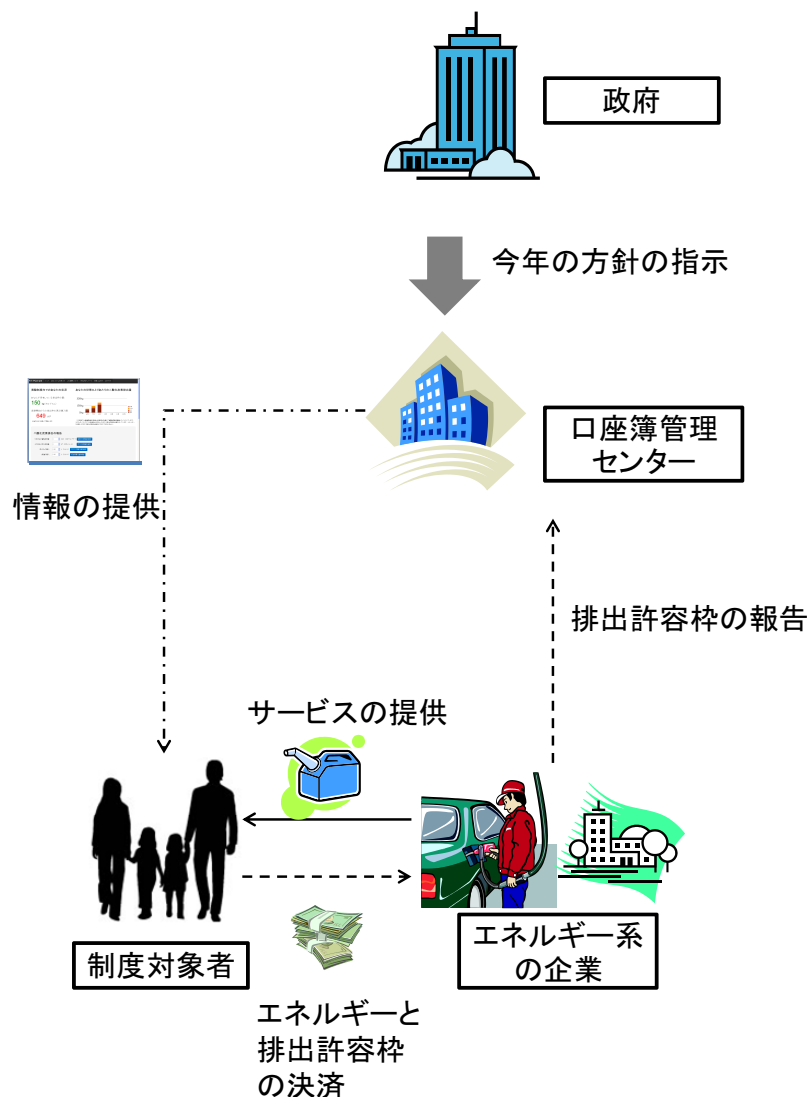 政府
今年の方針の指示
口座簿管理
センター
情報の提供
排出許容枠の報告
サービスの提供
制度対象者
エネルギー系
の企業
エネルギーと
排出許容枠
の決済
150
649